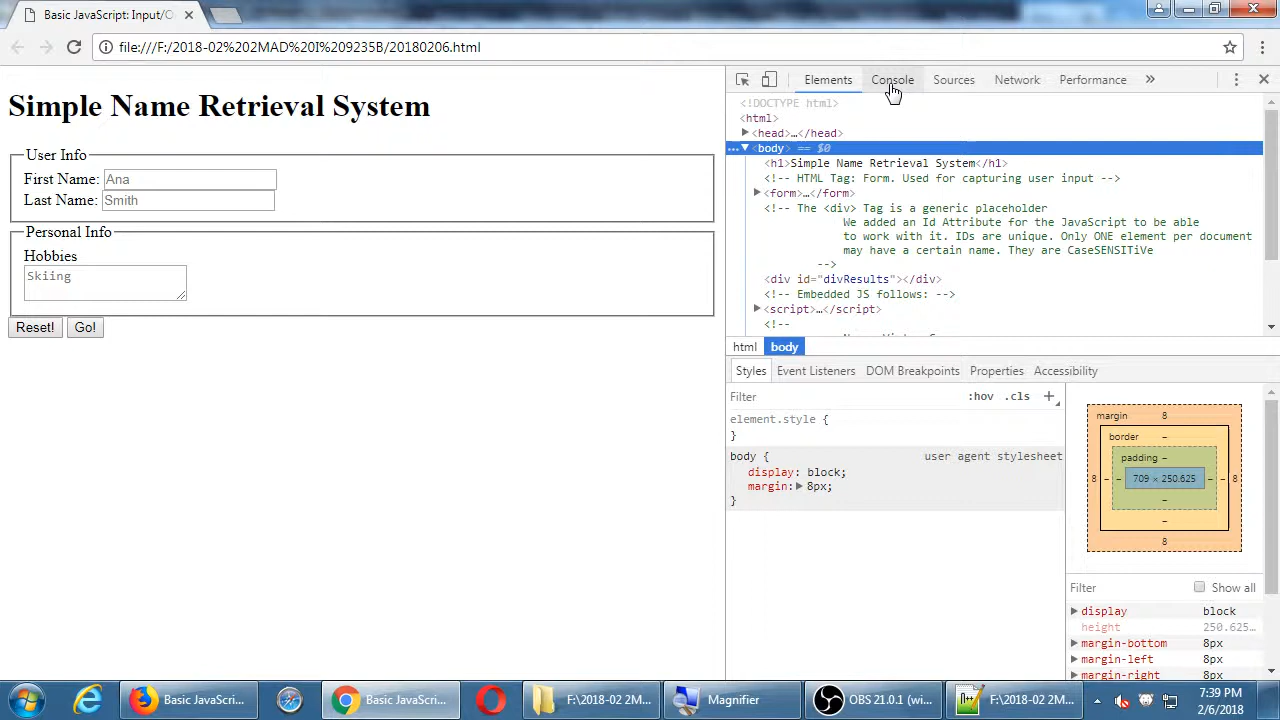 Basic JavaScript: Input/O
file:///F:/2018-02%202MAD%20I%209235B/20180206.html
Simple Name Retrieval System
User Info
First Name: Ana
Last Name: Smith
Personal Info
Hobbies
Skiing
Reset! Go!
Elements Console Sources Network Performance »
<!DOCTYPE html>
<html>
<head>…</head>
… <body> == $0
<h1>Simple Name Retrieval System</h1>
<!-- HTML Tag: Form. Used for capturing user input -->
<form>…</form>
<!-- The <div> Tag is a generic placeholder
We added an Id Attribute for the JavaScript to be able
to work with it. IDs are unique. Only ONE element per document
may have a certain name. They are CaseSENSITiVe
-->
<div id="divResults"></div>
<!-- Embedded JS follows: -->
<script>…</script>
<!--
html body
Styles Event Listeners DOM Breakpoints Properties Accessibility
Filter :hov .cls +
element.style {
}
body { user agent stylesheet
display: block;
margin: 8px;
}
margin 8
border –
padding –
8 – – 709 × 250.625 – – 8
–
–
8
Filter Show all
display block
height 250.625…
margin-bottom 8px
margin-left 8px
margin-right 8px
Basic JavaScri... Basic JavaScri... F:\2018-02 2M... Magnifier OBS 21.0.1 (wi... F:\2018-02 2M...
7:39 PM
2/6/2018